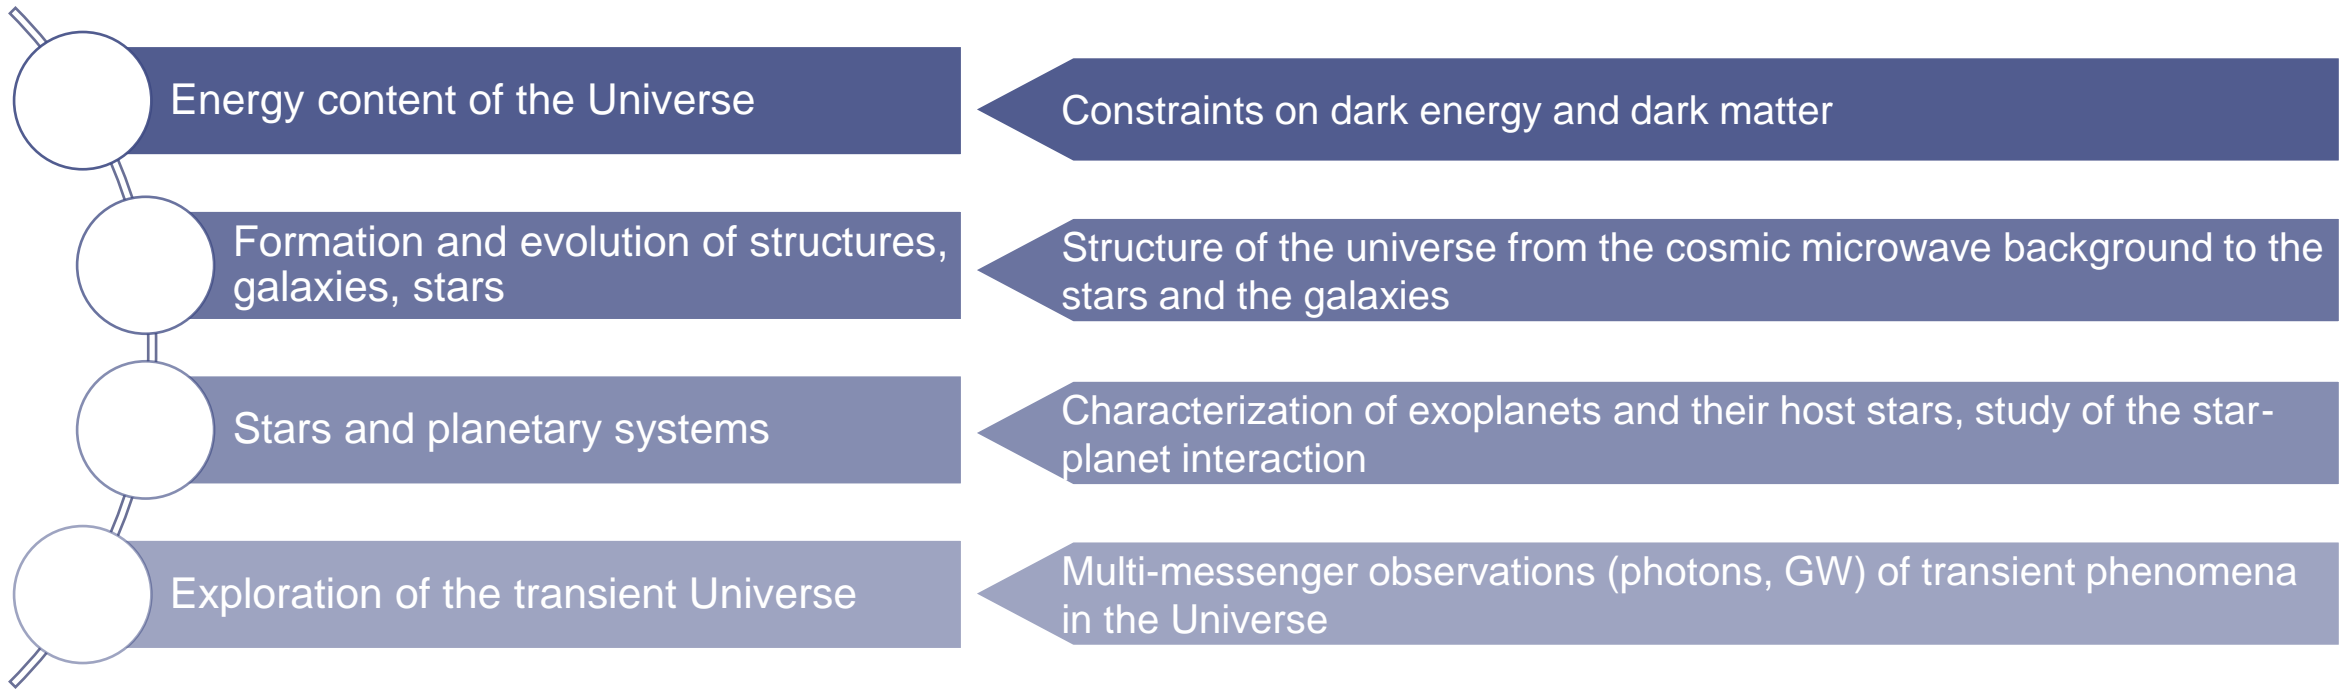 Energy content of the Universe
Constraints on dark energy and dark matter
Formation and evolution of structures,
galaxies, stars
Structure of the universe from the cosmic microwave background to the
stars and the galaxies
Stars and planetary systems
Characterization of exoplanets and their host stars, study of the star-
planet interaction
Exploration of the transient Universe
Multi-messenger observations (photons, GW) of transient phenomena
in the Universe